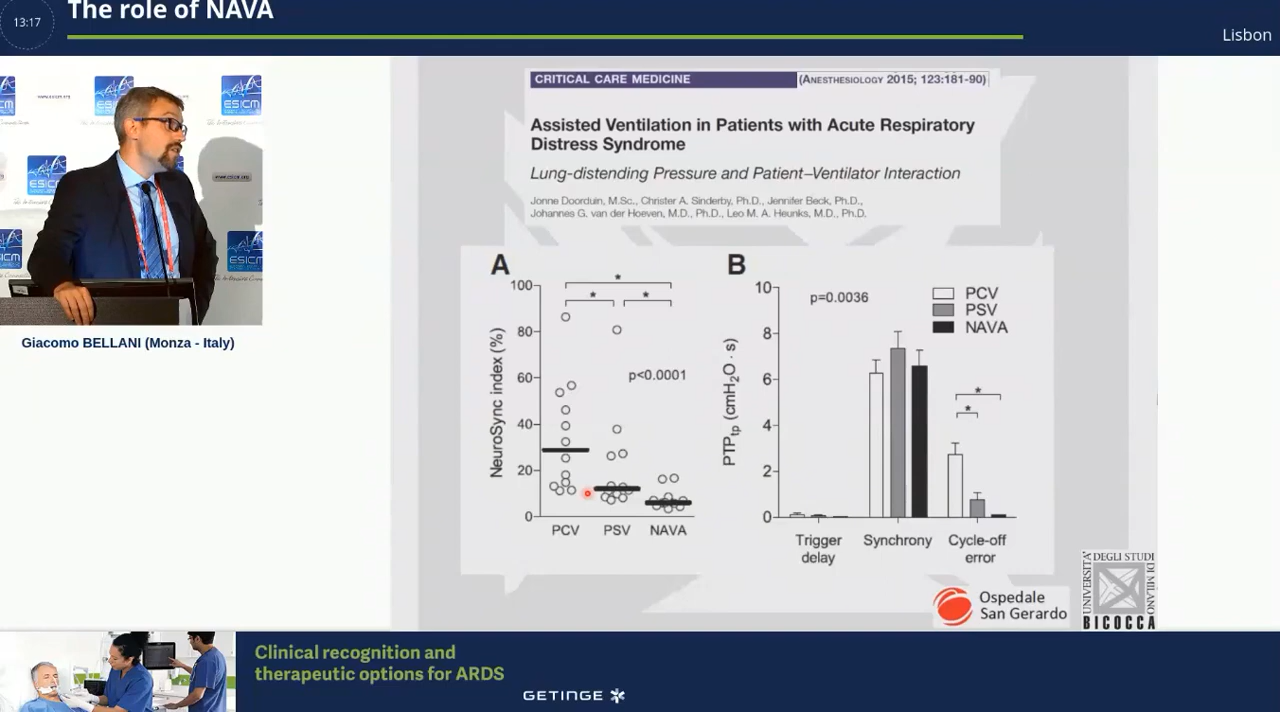 The role of NAVA
13:17
Lisbon
ESICM
ESICM
Giacomo BELLANI (Monza - Italy)
CRITICAL CARE MEDICINE
(ANESTHESIOLOGY 2015; 123:181-90)
Assisted Ventilation in Patients with Acute Respiratory
Distress Syndrome
Lung-distending Pressure and Patient–Ventilator Interaction
Jonne Doorduin, M.Sc., Christer A. Sinderby, Ph.D., Jennifer Beck, Ph.D.,
Johannes G. van der Hoeven, M.D., Ph.D., Leo M. A. Heunks, M.D., Ph.D.
A
NeuroSync index (%)
100
80
60
40
20
0
*
* *
p<0.0001
PCV PSV NAVA
B
PTPtp (cmH2O · s)
10
8
6
4
2
0
p=0.0036
PCV
PSV
NAVA
*
*
Trigger
delay
Synchrony
Cycle-off
error
Ospedale
San Gerardo
UNIVERSITA'
DEGLI STUDI
DI MILANO
BICOCCA
Clinical recognition and
therapeutic options for ARDS
GETINGE